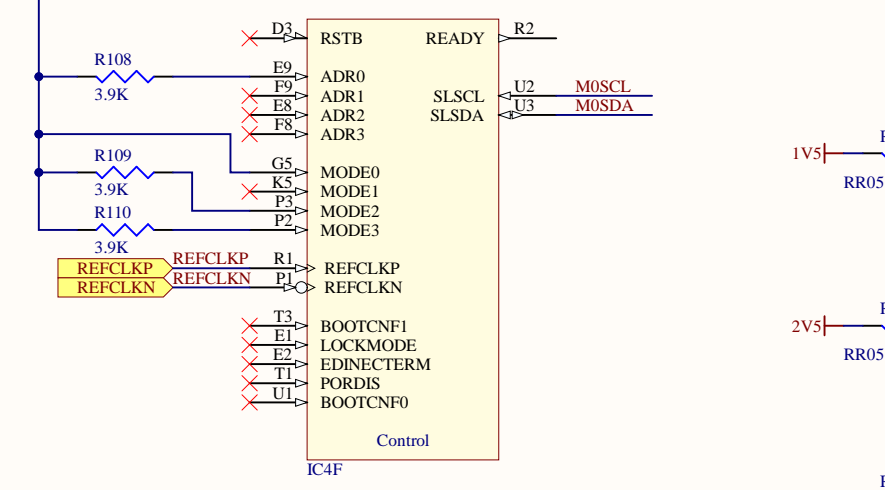 D3
RSTB
READY
R2
R108
3.9K
E9
ADR0
F9
ADR1
SLSCL
U2
M0SCL
E8
ADR2
SLSDA
U3
M0SDA
F8
ADR3
R109
3.9K
G5
MODE0
K5
MODE1
P3
MODE2
R110
3.9K
P2
MODE3
REFCLKP
REFCLKP
R1
REFCLKP
REFCLKN
REFCLKN
P1
REFCLKN
T3
BOOTCNF1
E1
LOCKMODE
E2
EDINECTERM
T1
PORDIS
U1
BOOTCNF0
Control
IC4F
1V5
RR05
2V5
RR05